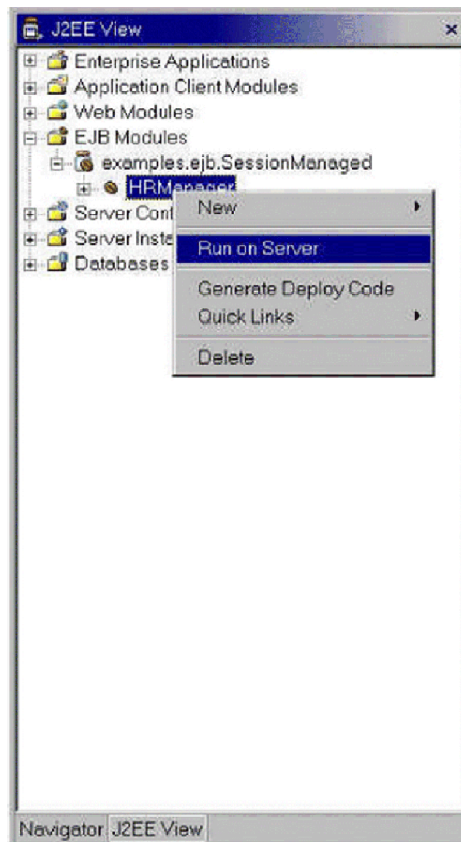 J2EE View
Enterprise Applications
Application Client Modules
Web Modules
EJB Modules
examples.ejb.SessionManaged
HRManager
New
Server Conf
Run on Server
Server Insta
Databases
Generate Deploy Code
Quick Links
Delete
Navigator J2EE View